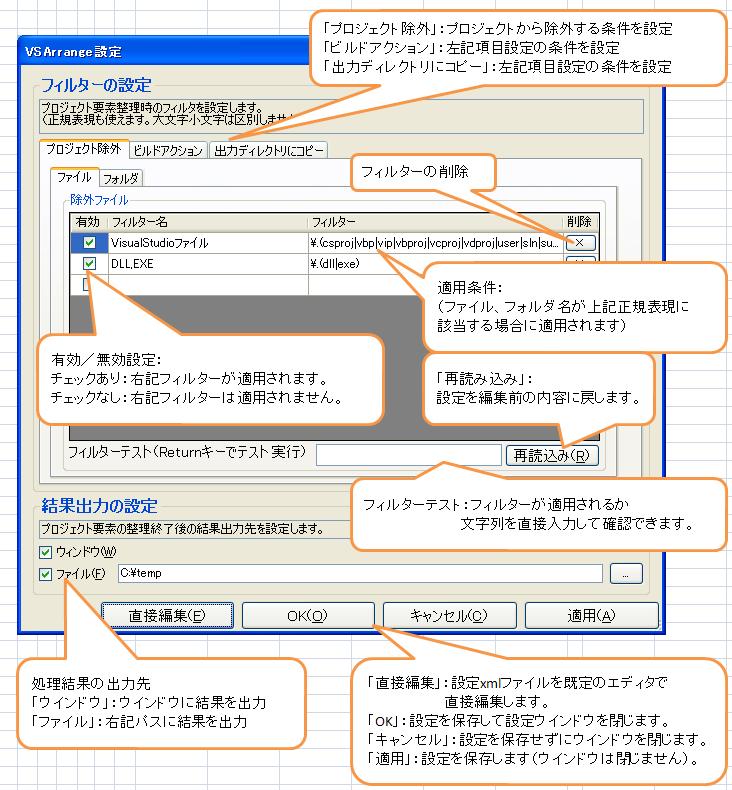 「プロジェクト除外」：プロジェクトから除外する条件を設定
「ビルドアクション」：左記項目設定の条件を設定
「出力ディレクトリにコピー」：左記項目設定の条件を設定
VSArrange設定
フィルターの設定
プロジェクト要素整理時のフィルタを設定します。
（正規表現も使えます。大文字小文字は区別しませ
プロジェクト除外 ビルドアクション 出力ディレクトリにコピー
フィルターの削除
ファイル フォルダ
除外ファイル
有効 フィルター名 フィルター 削除
VisualStudioファイル ¥.(csproj|vbp|vip|vbproj|vcproj|vdproj|user|sln|su... ×
DLL,EXE ¥.(dll|exe)
適用条件：
（ファイル、フォルダ名が上記正規表現に
該当する場合に適用されます）
有効／無効設定：
チェックあり：右記フィルターが適用されます。
チェックなし：右記フィルターは適用されません。
「再読み込み」：
設定を編集前の内容に戻します。
フィルターテスト（Returnキーでテスト実行） 再読込み(R)
フィルターテスト：フィルターが適用されるか
文字列を直接入力して確認できます。
結果出力の設定
プロジェクト要素の整理終了後の結果出力先を設定します。
ウィンドウ(W)
ファイル(F) C:¥temp ...
直接編集(E) OK(O) キャンセル(C) 適用(A)
処理結果の出力先
「ウインドウ」：ウインドウに結果を出力
「ファイル」：右記パスに結果を出力
「直接編集」：設定xmlファイルを既定のエディタで
直接編集します。
「OK」：設定を保存して設定ウインドウを閉じます。
「キャンセル」：設定を保存せずにウインドウを閉じます。
「適用」：設定を保存します（ウィンドウは閉じません）。